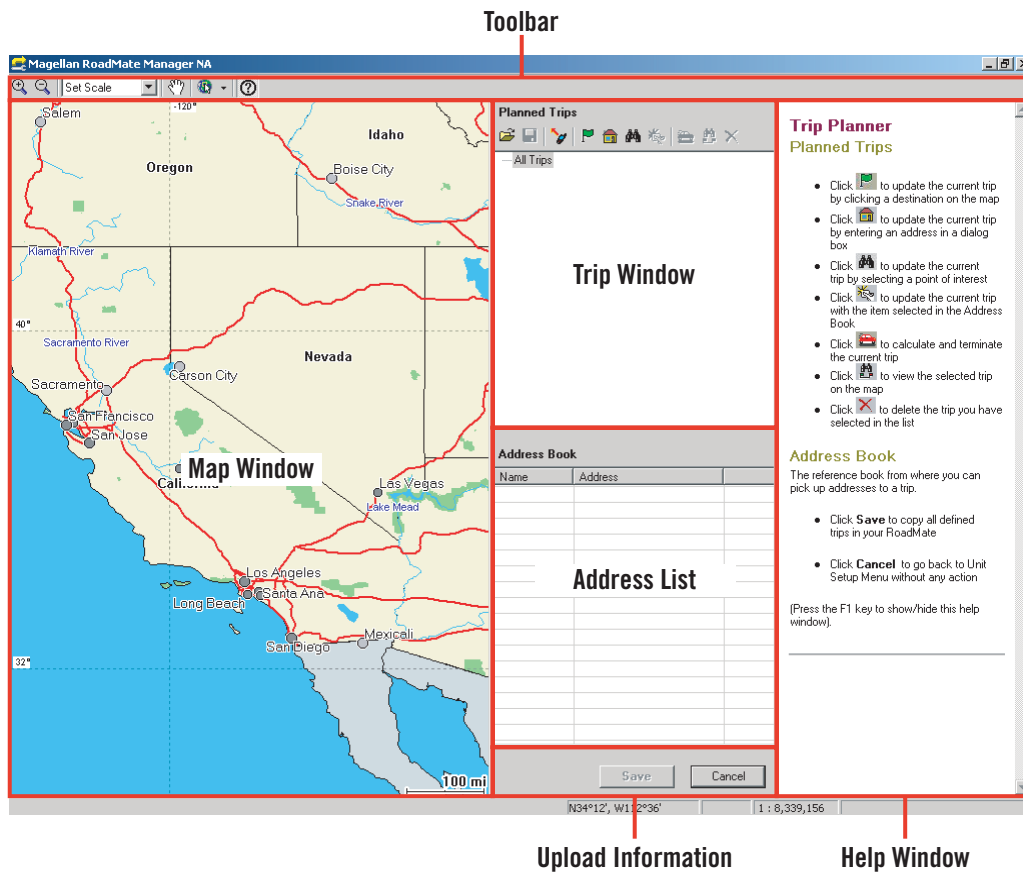 Toolbar
Magellan RoadMate Manager NA
Set Scale
-120°
Salem
Idaho
Oregon
Boise City
Snake River
Klamath River
40°
Sacramento River
Nevada
Carson City
Sacramento
San Francisco
San Jose
Map Window
California
Las Vegas
Lake Mead
Los Angeles
Long Beach
Santa Ana
San Diego
Mexicali
32°
100 mi
Planned Trips
All Trips
Trip Window
Address Book
Name Address
Address List
Save Cancel
Trip Planner
Planned Trips
• Click to update the current trip
by clicking a destination on the map
• Click to update the current trip
by entering an address in a dialog
box
• Click to update the current
trip by selecting a point of interest
• Click to update the current trip
with the item selected in the Address
Book
• Click to calculate and terminate
the current trip
• Click to view the selected trip
on the map
• Click to delete the trip you have
selected in the list
Address Book
The reference book from where you can
pick up addresses to a trip.
• Click Save to copy all defined
trips in your RoadMate
• Click Cancel to go back to Unit
Setup Menu without any action
(Press the F1 key to show/hide this help
window).
N34°12', W112°36' 1 : 8,339,156
Upload Information
Help Window